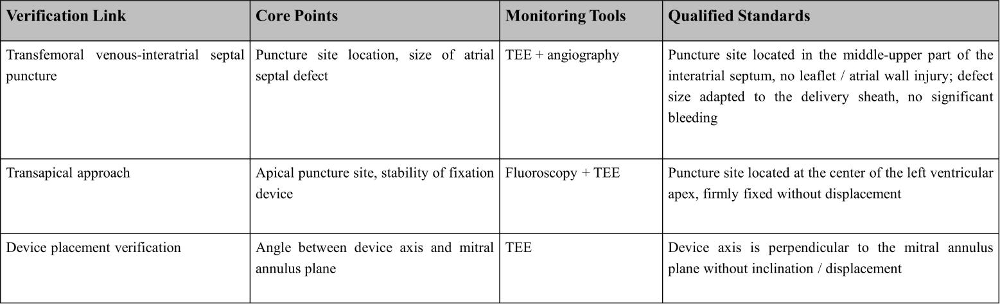 Verification Link
Core Points
Monitoring Tools
Qualified Standards
Transfemoral venous-interatrial septal
puncture
Puncture site location, size of atrial
septal defect
TEE + angiography
Puncture site located in the middle-upper part of the
interatrial septum, no leaflet / atrial wall injury; defect
size adapted to the delivery sheath, no significant
bleeding
Transapical approach
Apical puncture site, stability of fixation
device
Fluoroscopy + TEE
Puncture site located at the center of the left ventricular
apex, firmly fixed without displacement
Device placement verification
Angle between device axis and mitral
annulus plane
TEE
Device axis is perpendicular to the mitral annulus
plane without inclination / displacement